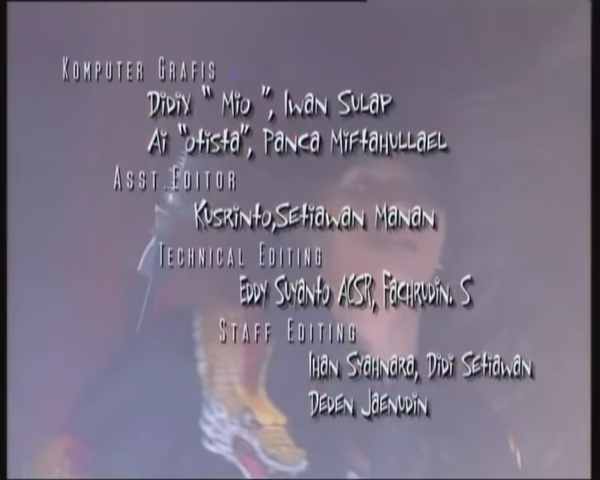 Komputer Grafis
Didix " Mio ", Iwan Sulap
Ai "otista", Panca Miftahullael
Asst.Editor
Kusrinto,Setiawan Manan
Technical Editing
Eddy Suyanto ACSR, Fachrudin. S
Staff Editing
Ihan Syahnara, Didi Setiawan
Deden Jaenudin